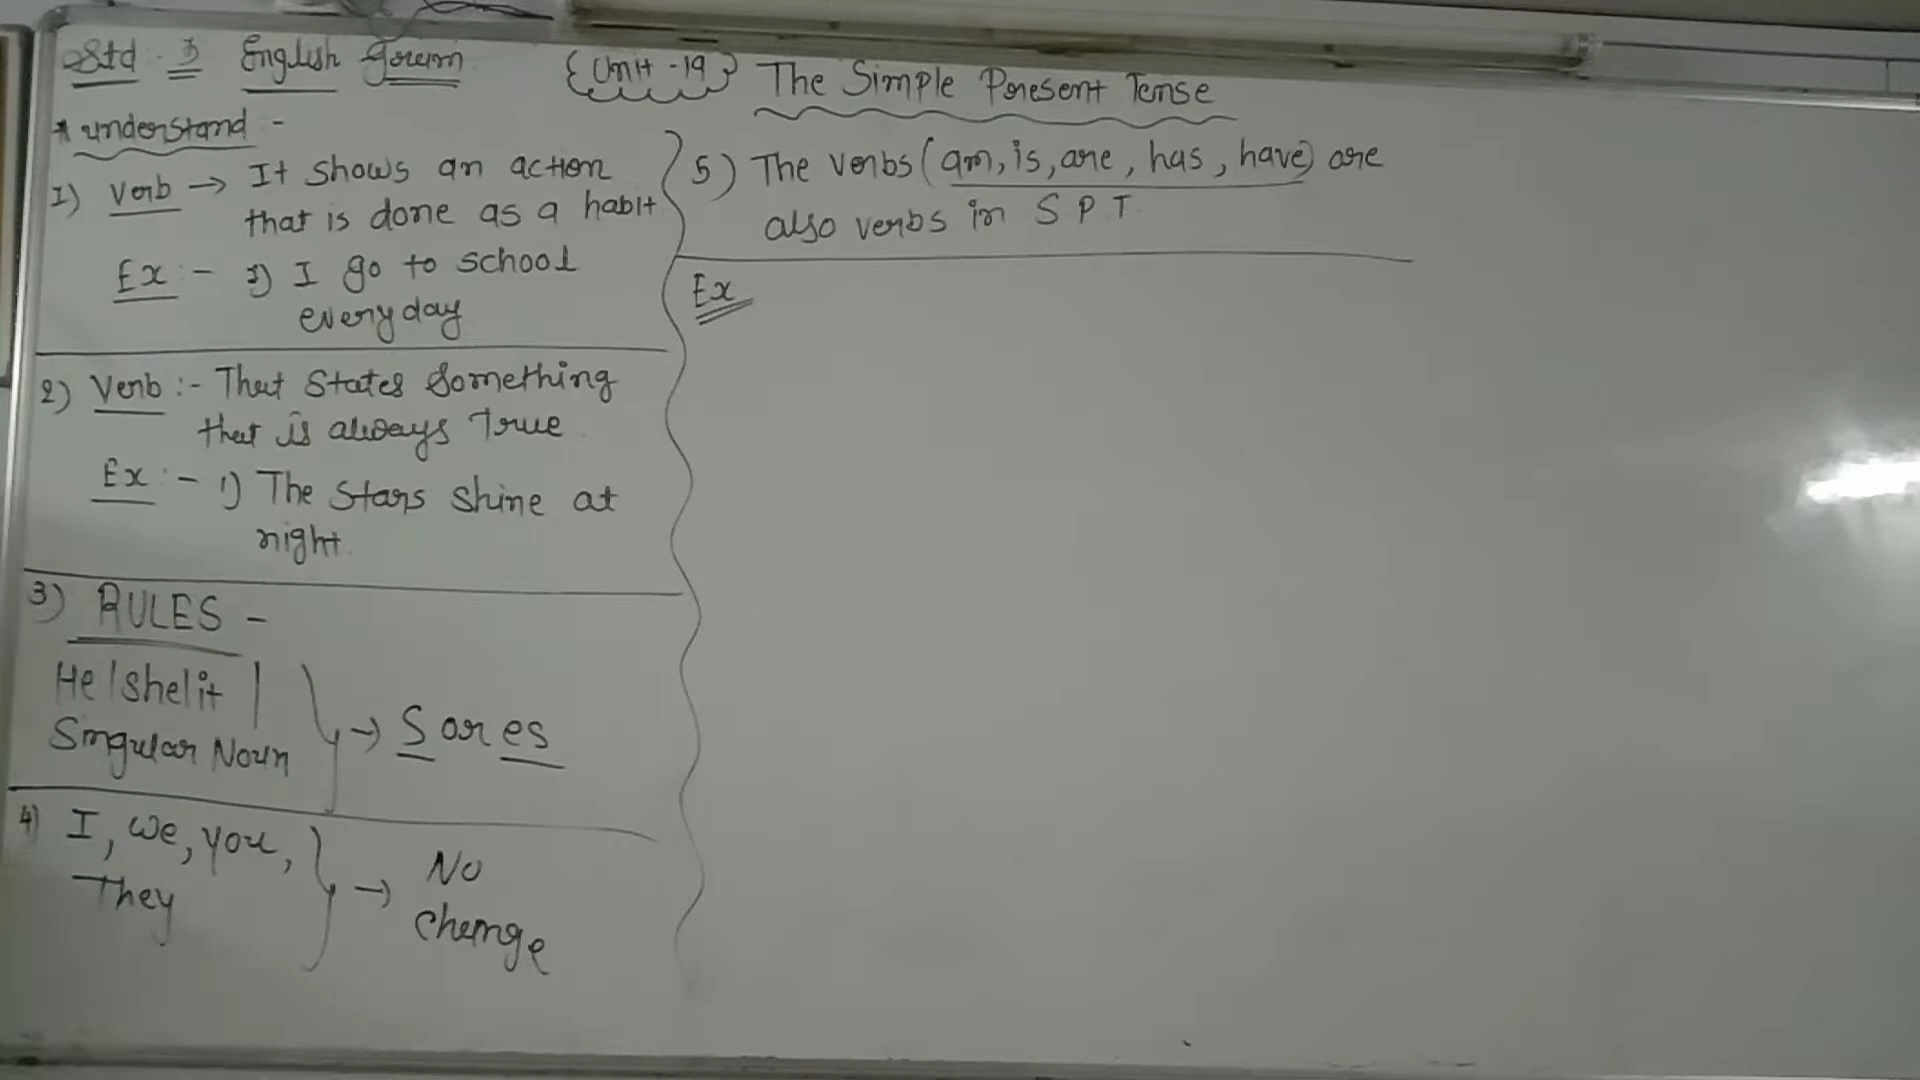 Std - 3 English Gram
{Unit - 19} The Simple Present Tense
* understand -
1) Verb → It shows an action
that is done as a habit
Ex :- 1) I go to school
everyday
2) Verb :- That States Something
that is always True
Ex :- 1) The Stars shine at
night.
3) RULES -
He/she/it /
Singular Noun } → S or es
4) I, we, you,
They } → No
change
5) The verbs (am, is, are, has, have) are
also verbs in S P T.
Ex